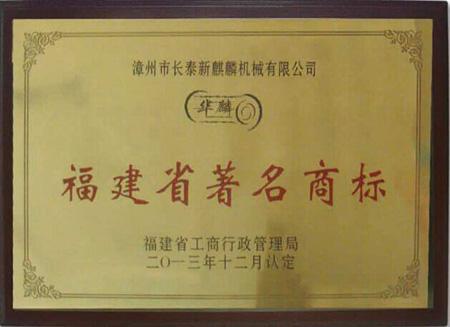 漳州市长泰新麒麟机械有限公司
华麟
福建省著名商标
福建省工商行政管理局
二〇一三年十二月认定